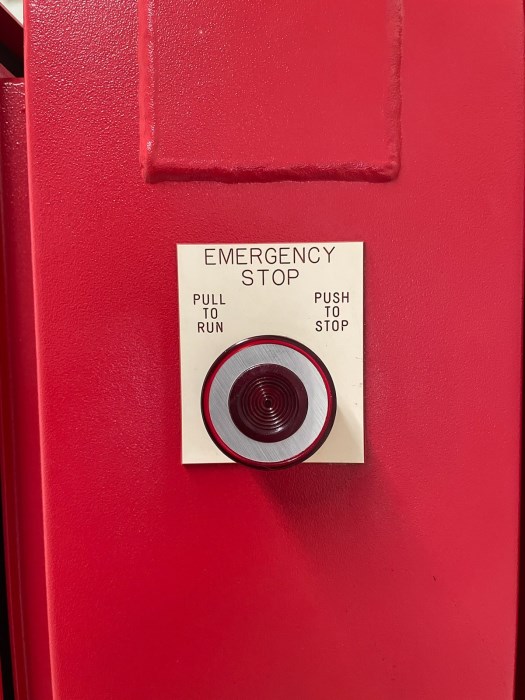 EMERGENCY
STOP
PULL
TO
RUN
PUSH
TO
STOP